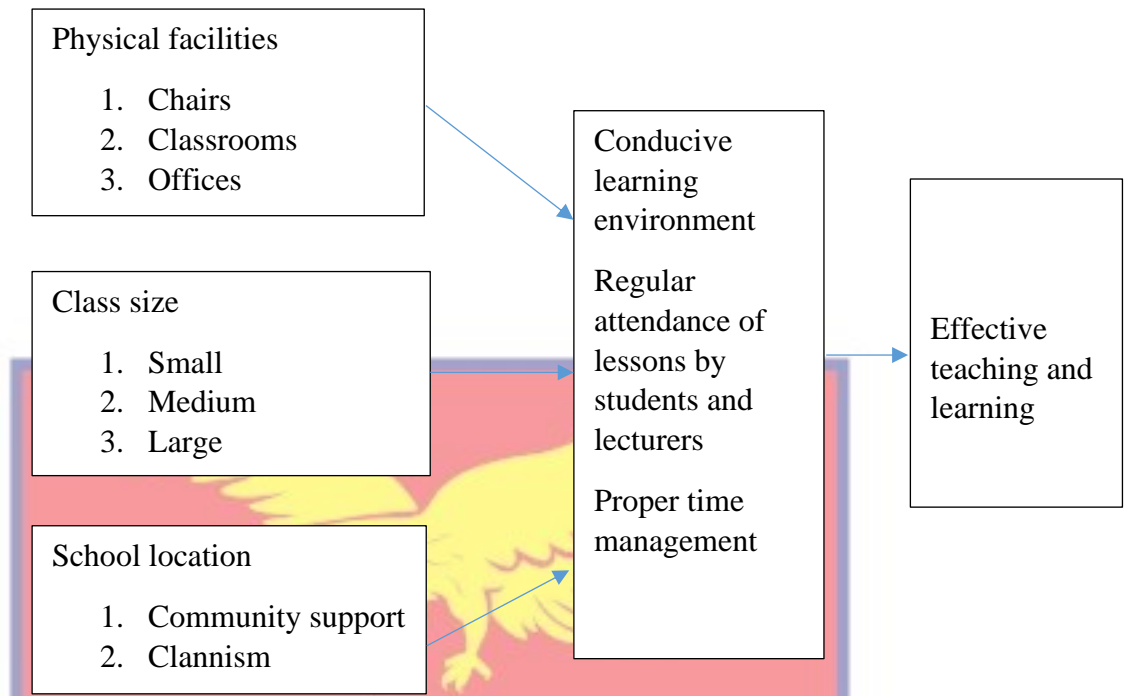 Physical facilities
1. Chairs
2. Classrooms
3. Offices
Class size
1. Small
2. Medium
3. Large
School location
1. Community support
2. Clannism
Conducive
learning
environment
Regular
attendance of
lessons by
students and
lecturers
Proper time
management
Effective
teaching and
learning